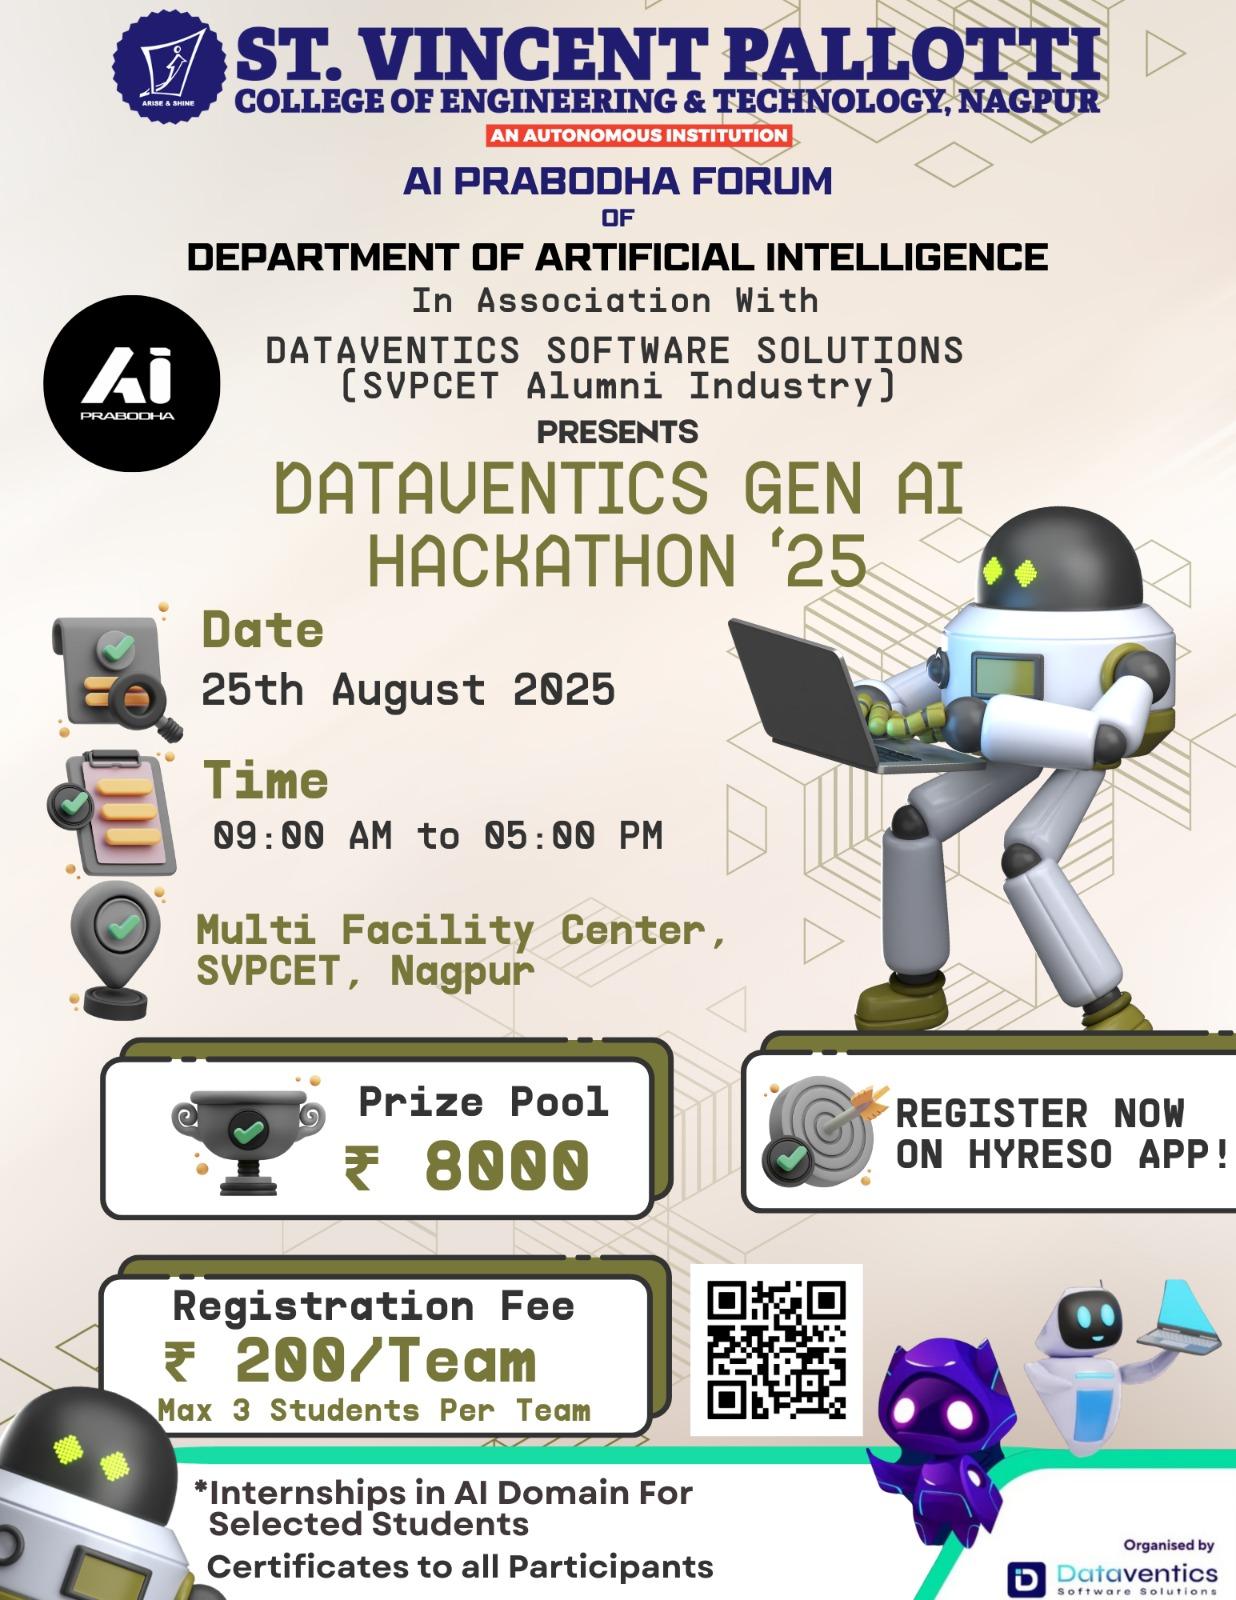 ARISE & SHINE
ST. VINCENT PALLOTTI
COLLEGE OF ENGINEERING & TECHNOLOGY, NAGPUR
AN AUTONOMOUS INSTITUTION
AI PRABODHA FORUM
OF
DEPARTMENT OF ARTIFICIAL INTELLIGENCE
In Association With
Ai
PRABODHA
DATAVENTICS SOFTWARE SOLUTIONS
(SVPCET Alumni Industry)
PRESENTS
DATAVENTICS GEN AI
HACKATHON ‘25
Date
25th August 2025
Time
09:00 AM to 05:00 PM
Multi Facility Center,
SVPCET, Nagpur
Prize Pool
₹ 8000
REGISTER NOW
ON HYRESO APP!
Registration Fee
₹ 200/Team
Max 3 Students Per Team
*Internships in AI Domain For
Selected Students
Certificates to all Participants
Organised by
Dataventics
Software Solutions